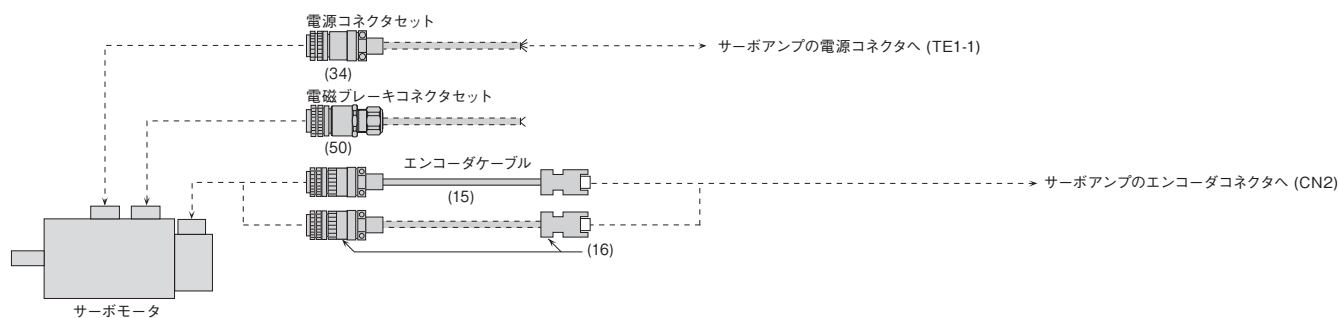 電源コネクタセット
サーボアンプの電源コネクタへ (TE1-1)
(34)
電磁ブレーキコネクタセット
(50)
エンコーダケーブル
(15)
サーボアンプのエンコーダコネクタへ (CN2)
(16)
サーボモータ